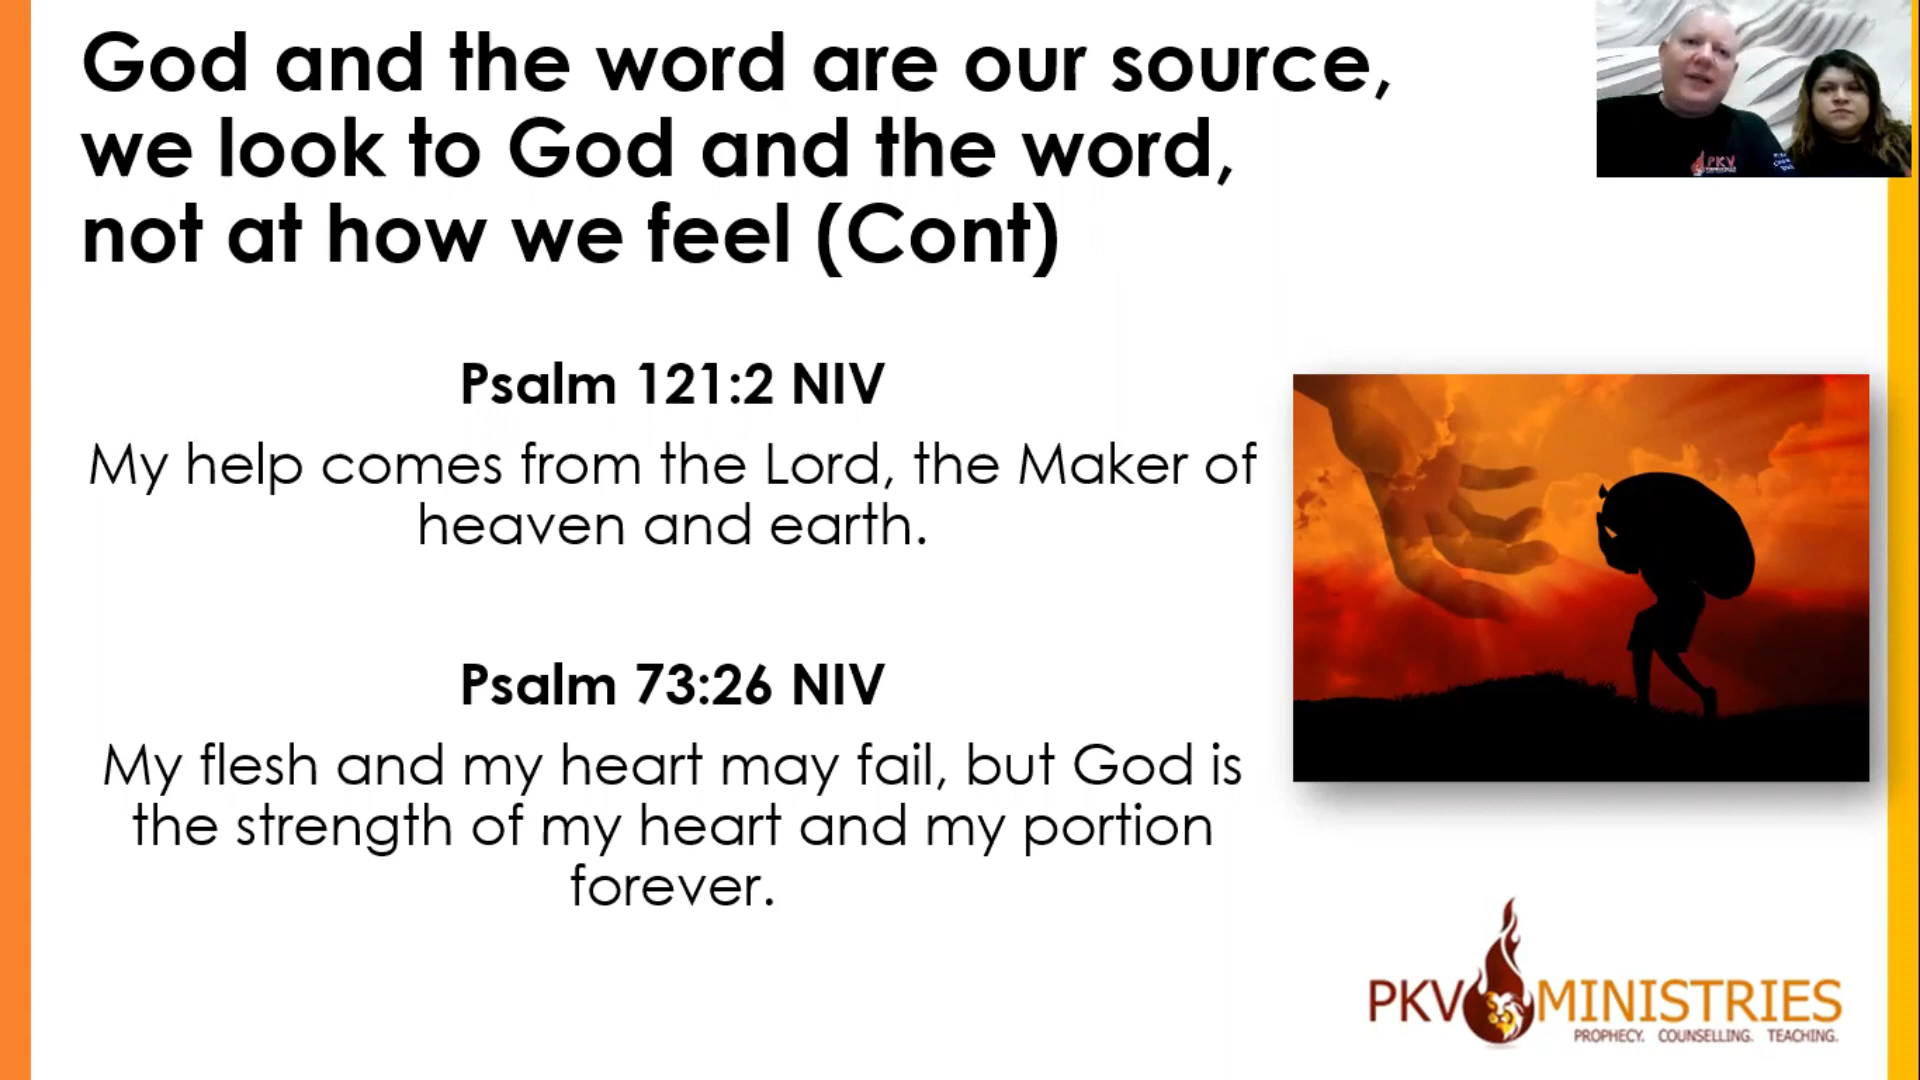 God and the word are our source,
we look to God and the word,
not at how we feel (Cont)
Psalm 121:2 NIV
My help comes from the Lord, the Maker of
heaven and earth.
Psalm 73:26 NIV
My flesh and my heart may fail, but God is
the strength of my heart and my portion
forever.
PKV
PKV MINISTRIES
PROPHECY. COUNSELLING. TEACHING.